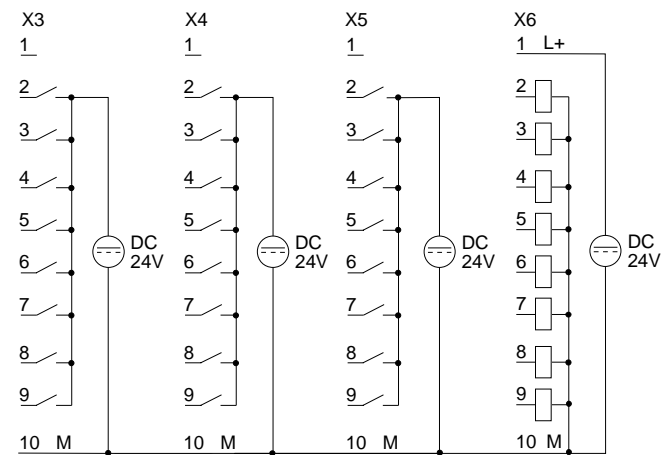 X3 X4 X5 X6
1 1 1 1 L+
2 2 2 2
3 3 3 3
4 4 4 4
5 5 5 5
DC DC DC DC
24V 24V 24V 24V
6 6 6 6
7 7 7 7
8 8 8 8
9 9 9 9
10 M 10 M 10 M 10 M